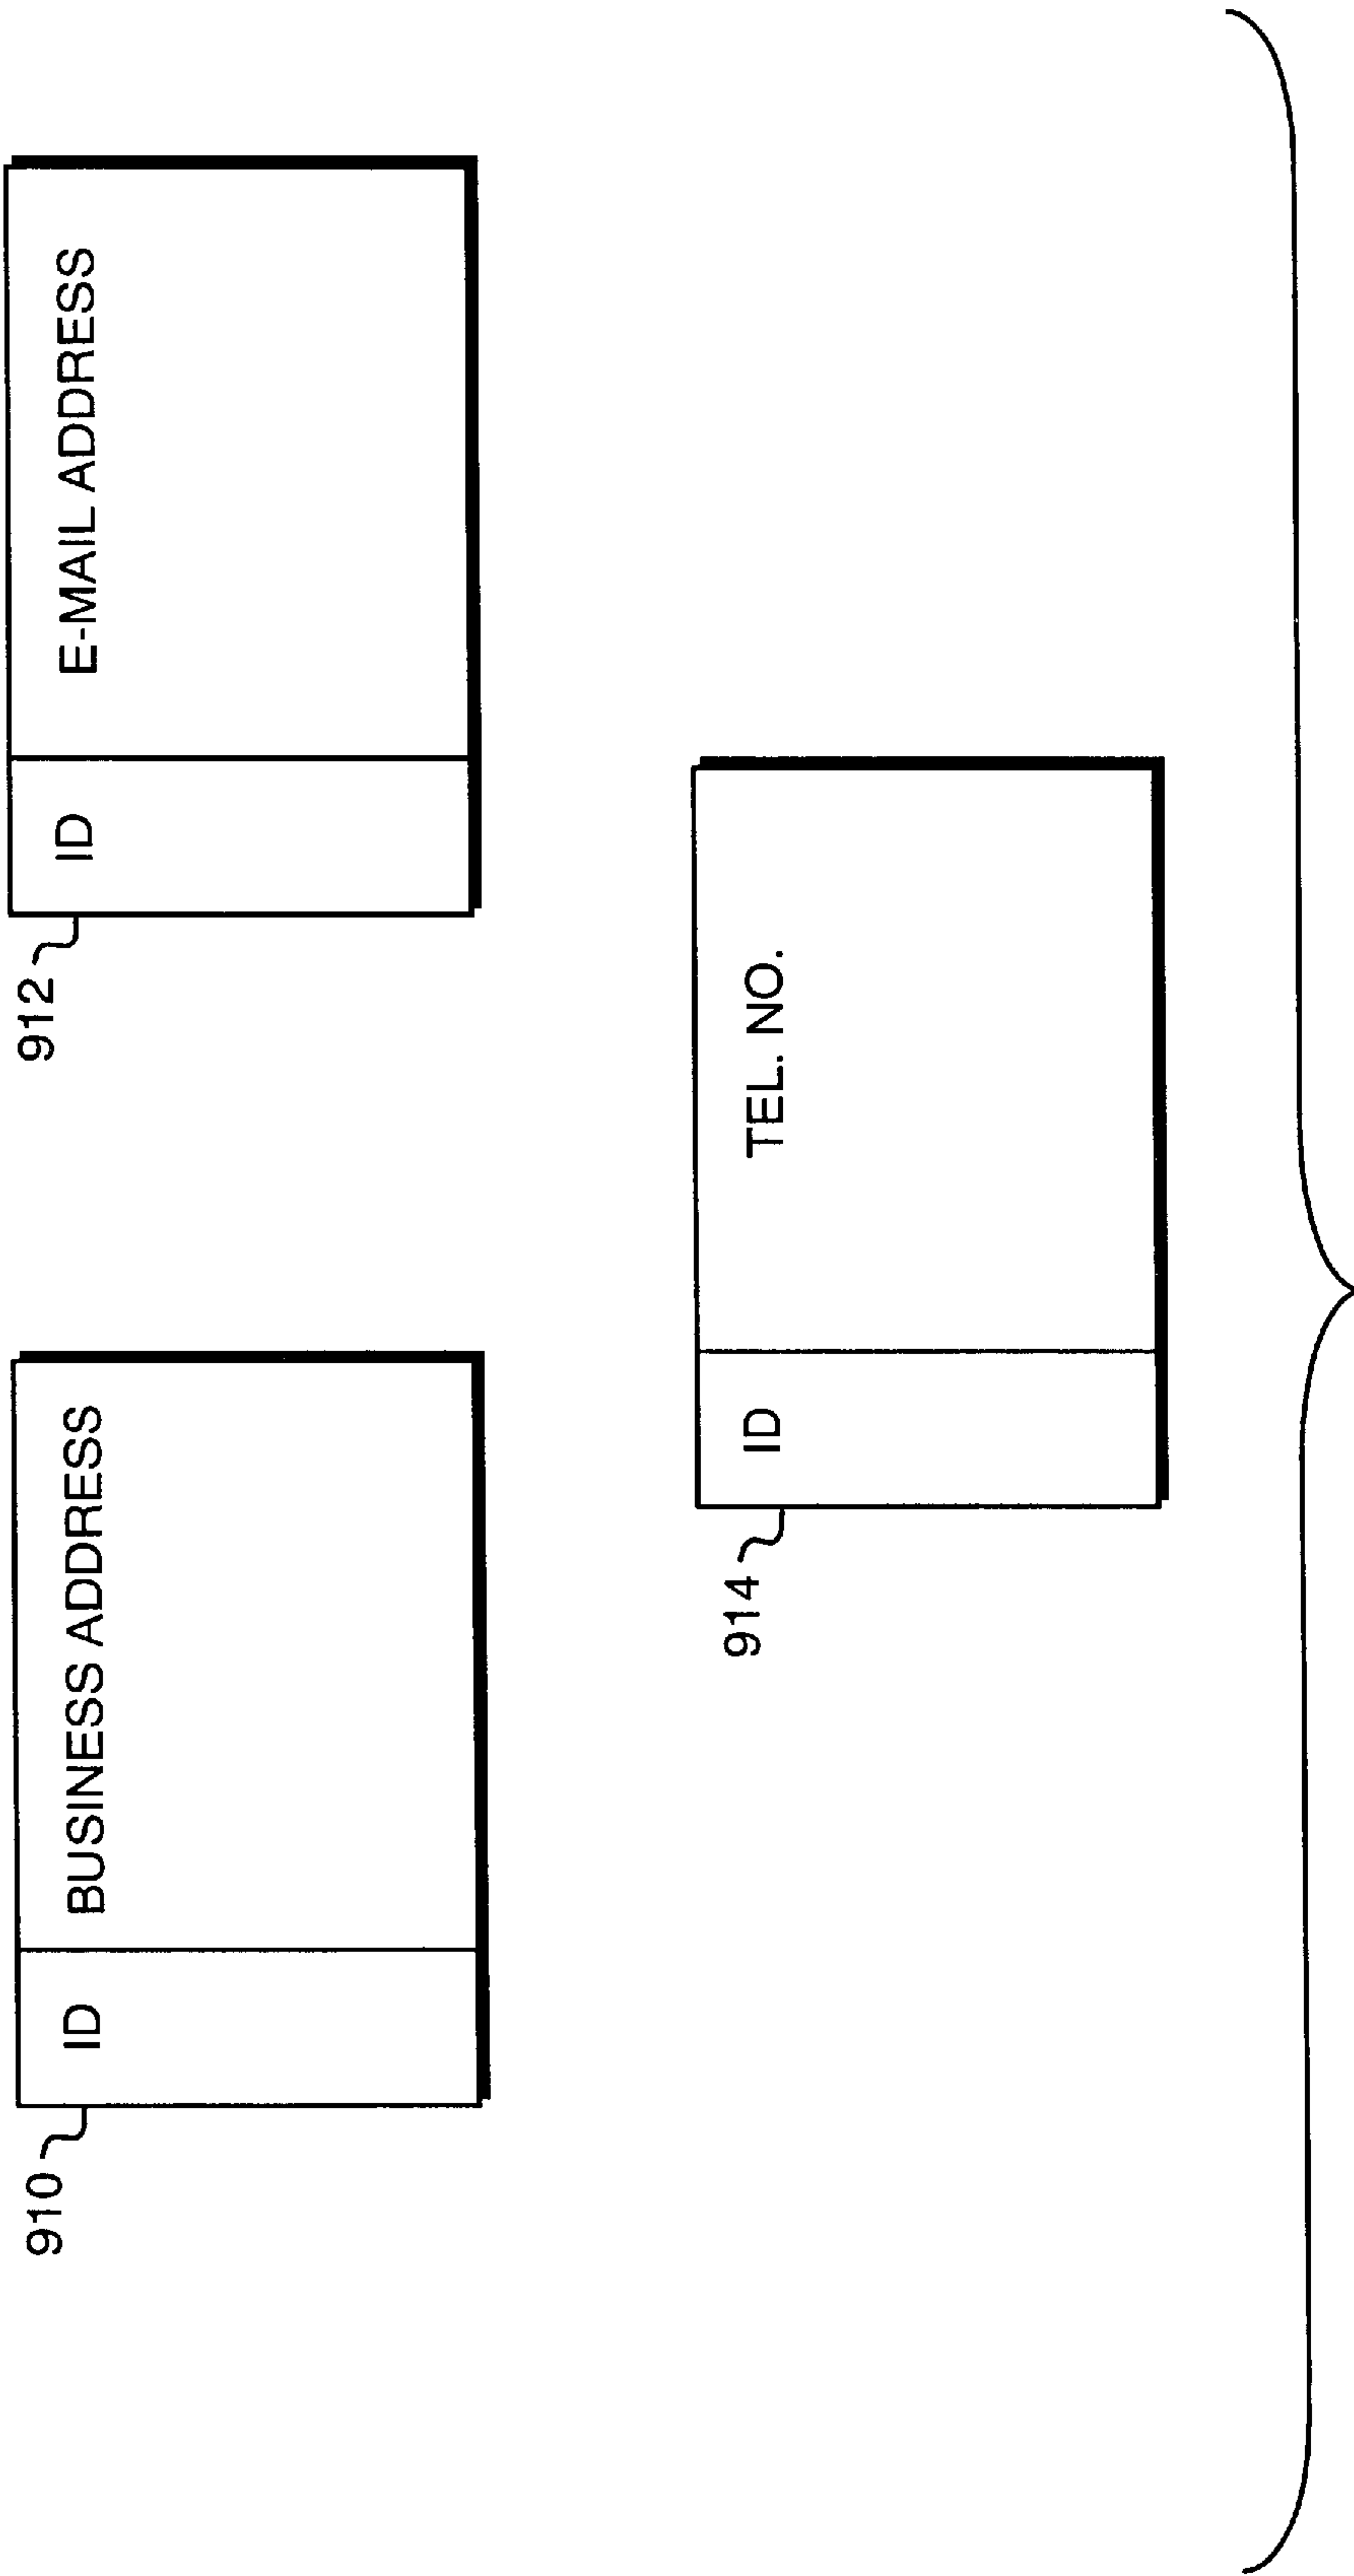 910
ID BUSINESS ADDRESS
912
ID E-MAIL ADDRESS
914
ID TEL. NO.